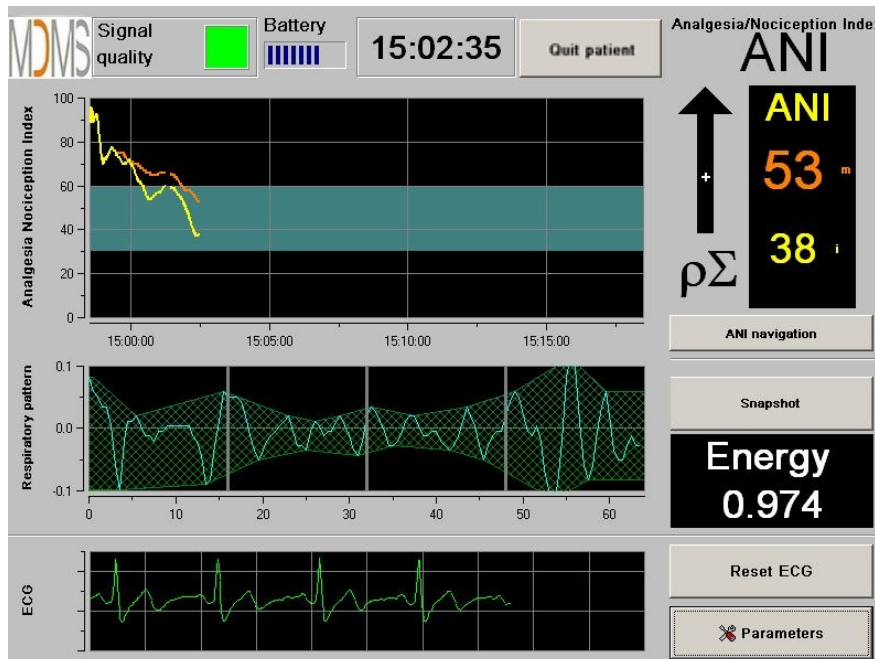 MDMS
Signal
quality
Battery
15:02:35
Quit patient
Analgesia/Nociception Inde
ANI
Analgesia Nociception Index
100
80
60
40
20
0
15:00:00 15:05:00 15:10:00 15:15:00
+
ρΣ
ANI
53 m
38 i
ANI navigation
Respiratory pattern
0.1
0.0
-0.1
0 10 20 30 40 50 60
Snapshot
Energy
0.974
ECG
Reset ECG
Parameters